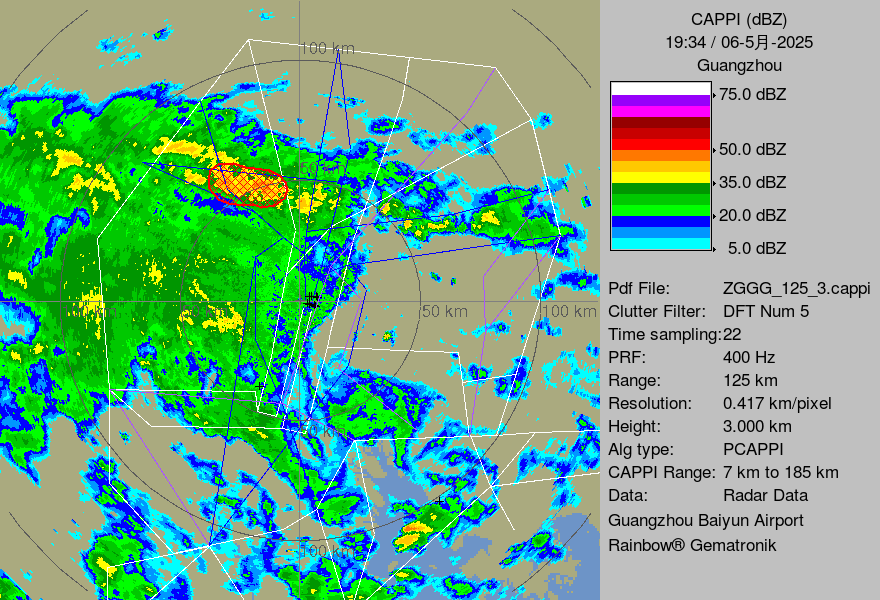 CAPPI (dBZ)
19:34 / 06-5月-2025
Guangzhou
75.0 dBZ
50.0 dBZ
35.0 dBZ
20.0 dBZ
5.0 dBZ
Pdf File: ZGGG_125_3.cappi
Clutter Filter: DFT Num 5
Time sampling:22
PRF: 400 Hz
Range: 125 km
Resolution: 0.417 km/pixel
Height: 3.000 km
Alg type: PCAPPI
CAPPI Range: 7 km to 185 km
Data: Radar Data
Guangzhou Baiyun Airport
Rainbow® Gematronik
100 km
50 km
100 km
100 km